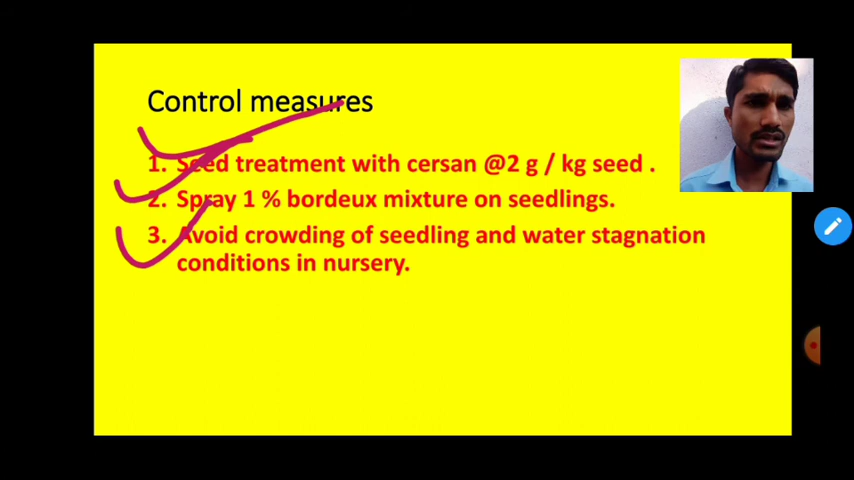 Control measures
1. Seed treatment with cersan @2 g / kg seed .
2. Spray 1 % bordeux mixture on seedlings.
3. Avoid crowding of seedling and water stagnation
conditions in nursery.